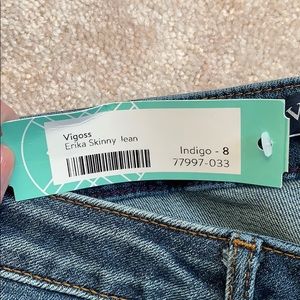 Vigoss
Erika Skinny Jean
Indigo - 8
77997-033